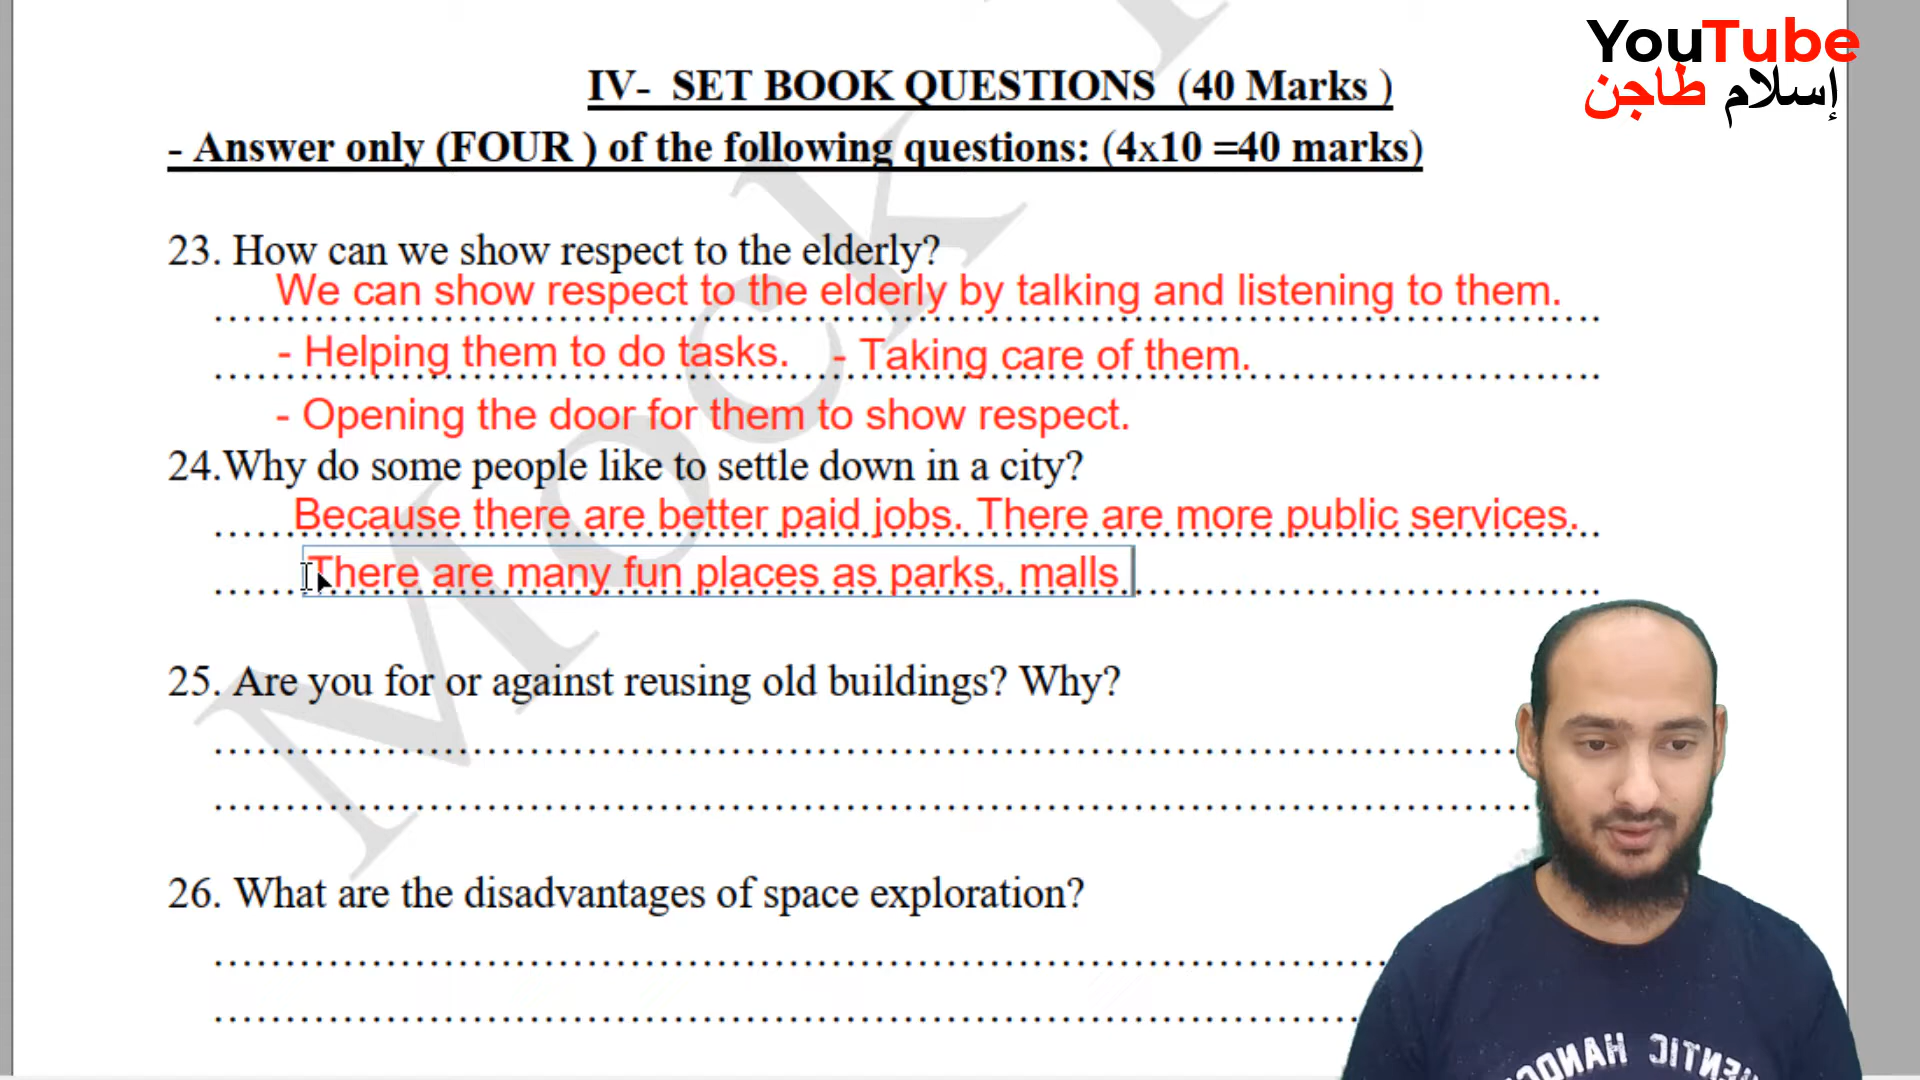 YouTube
إسلام طاجن
IV- SET BOOK QUESTIONS (40 Marks )
- Answer only (FOUR ) of the following questions: (4x10 =40 marks)
23. How can we show respect to the elderly?
We can show respect to the elderly by talking and listening to them.
- Helping them to do tasks. - Taking care of them.
- Opening the door for them to show respect.
24.Why do some people like to settle down in a city?
Because there are better paid jobs. There are more public services.
There are many fun places as parks, malls
25. Are you for or against reusing old buildings? Why?
26. What are the disadvantages of space exploration?
Mock